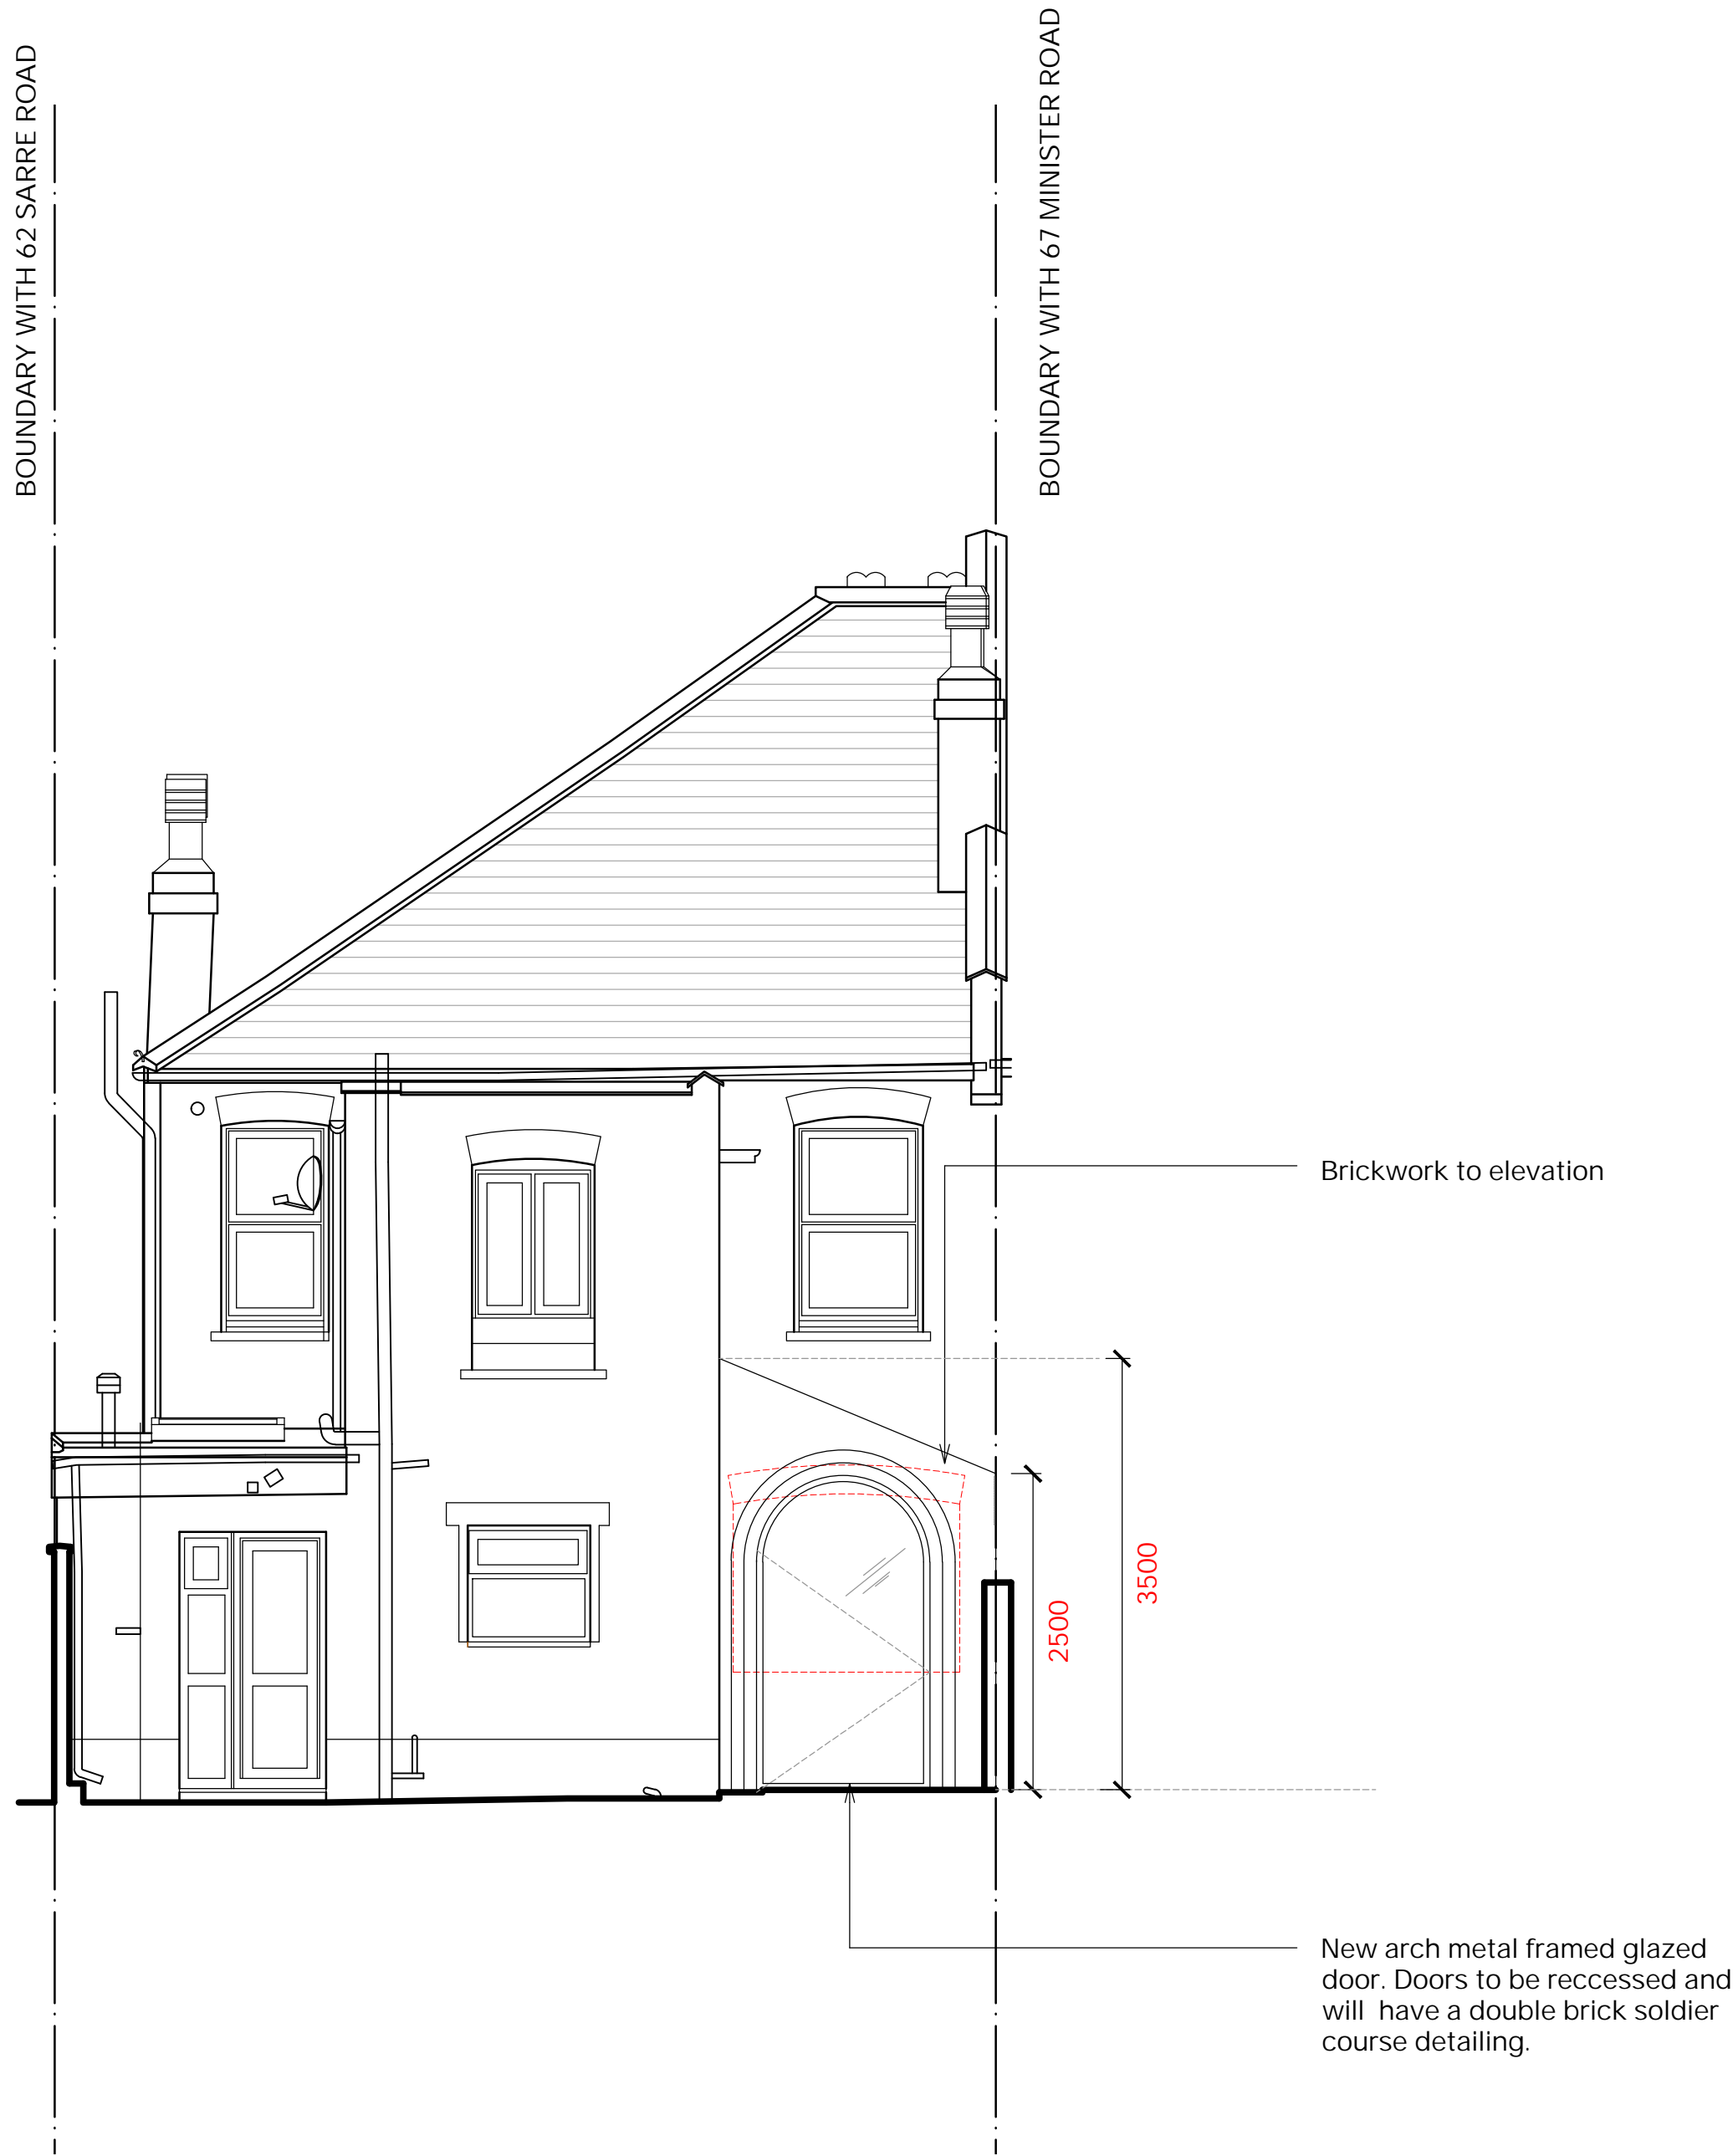 BOUNDARY WITH 62 SARRE ROAD
BOUNDARY WITH 67 MINISTER ROAD
Brickwork to elevation
3500
2500
New arch metal framed glazed
door. Doors to be reccessed and
will have a double brick soldier
course detailing.